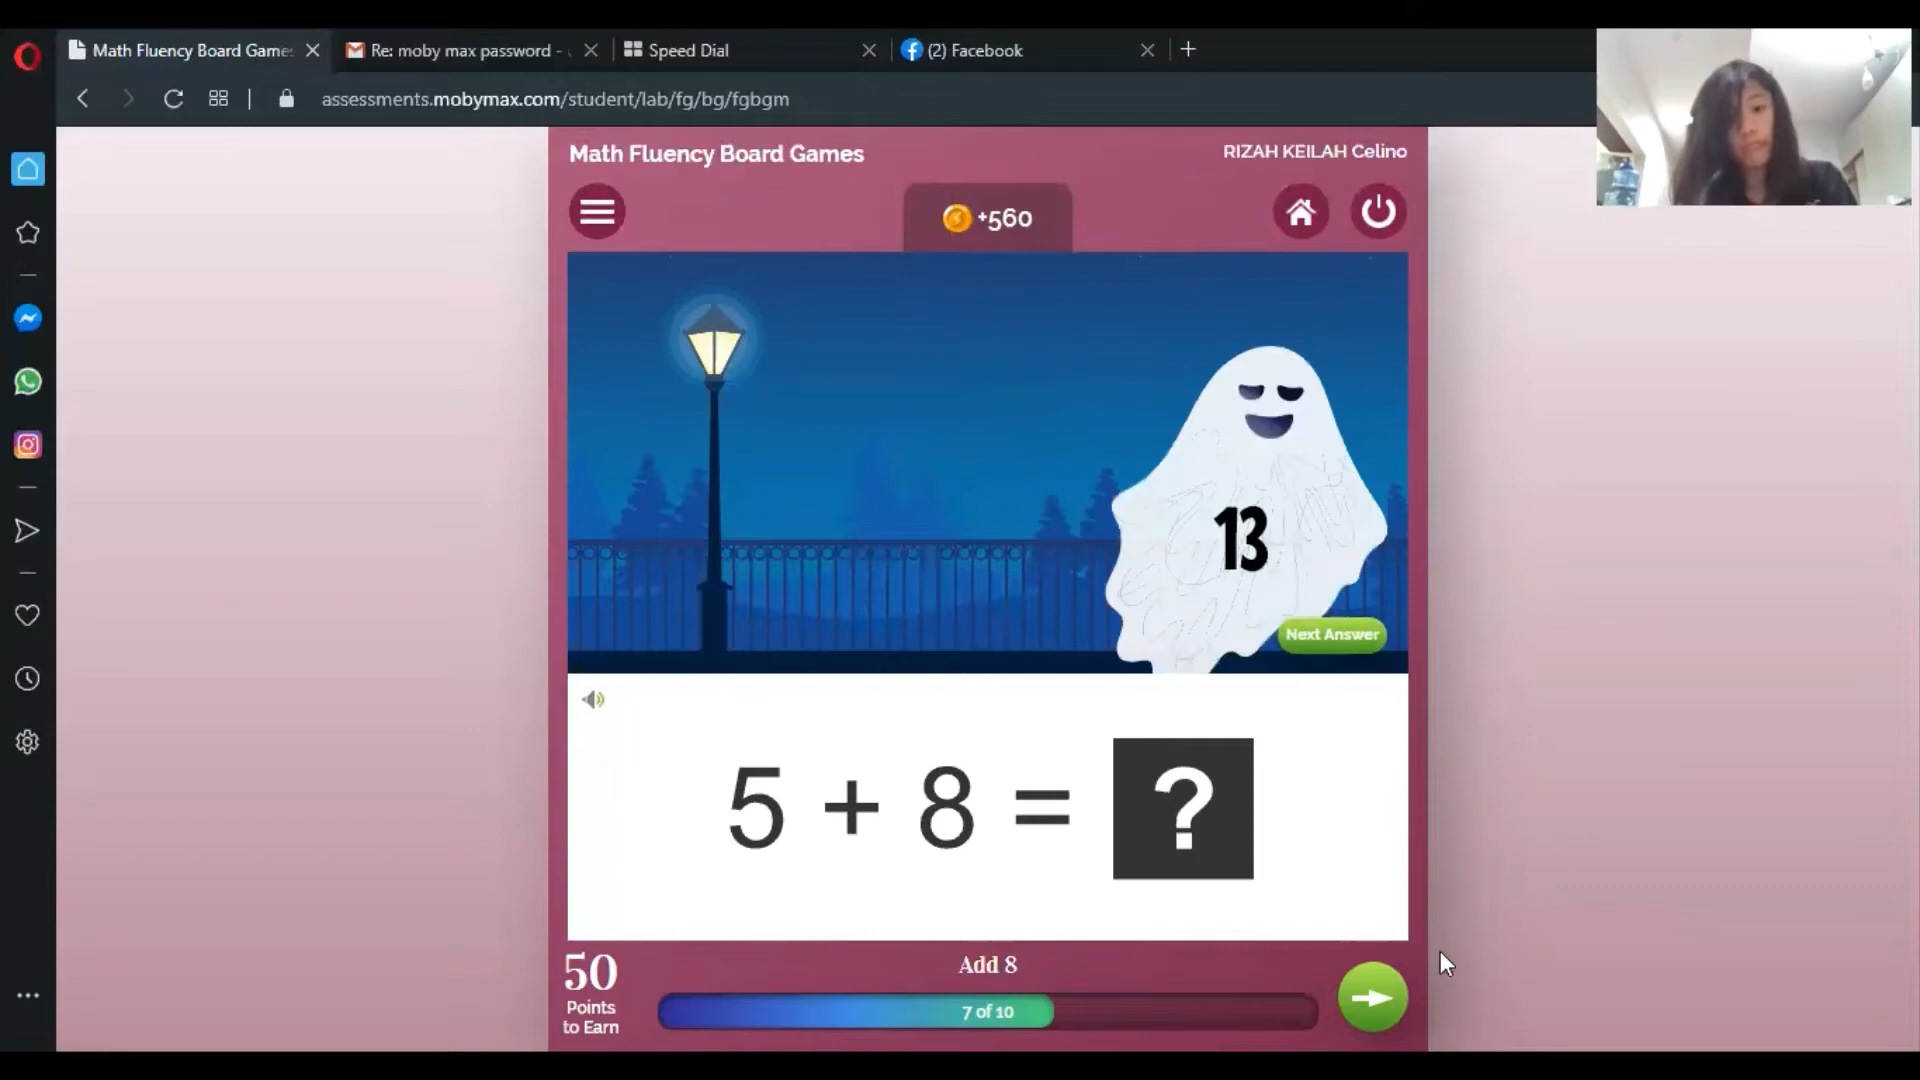 Math Fluency Board Game
Re: moby max password -
Speed Dial
(2) Facebook
assessments.mobymax.com/student/lab/fg/bg/fgbgm
Math Fluency Board Games
RIZAH KEILAH Celino
+560
13
Next Answer
5 + 8 = ?
50
Points
to Earn
Add 8
7 of 10